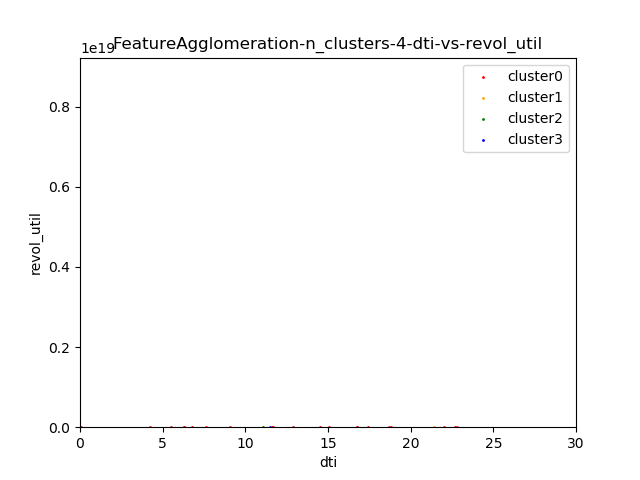 FeatureAgglomeration-n_clusters-4-dti-vs-revol_util
1e19
cluster0
cluster1
cluster2
cluster3
0.8
0.6
0.4
0.2
0.0
revol_util
0 5 10 15 20 25 30
dti